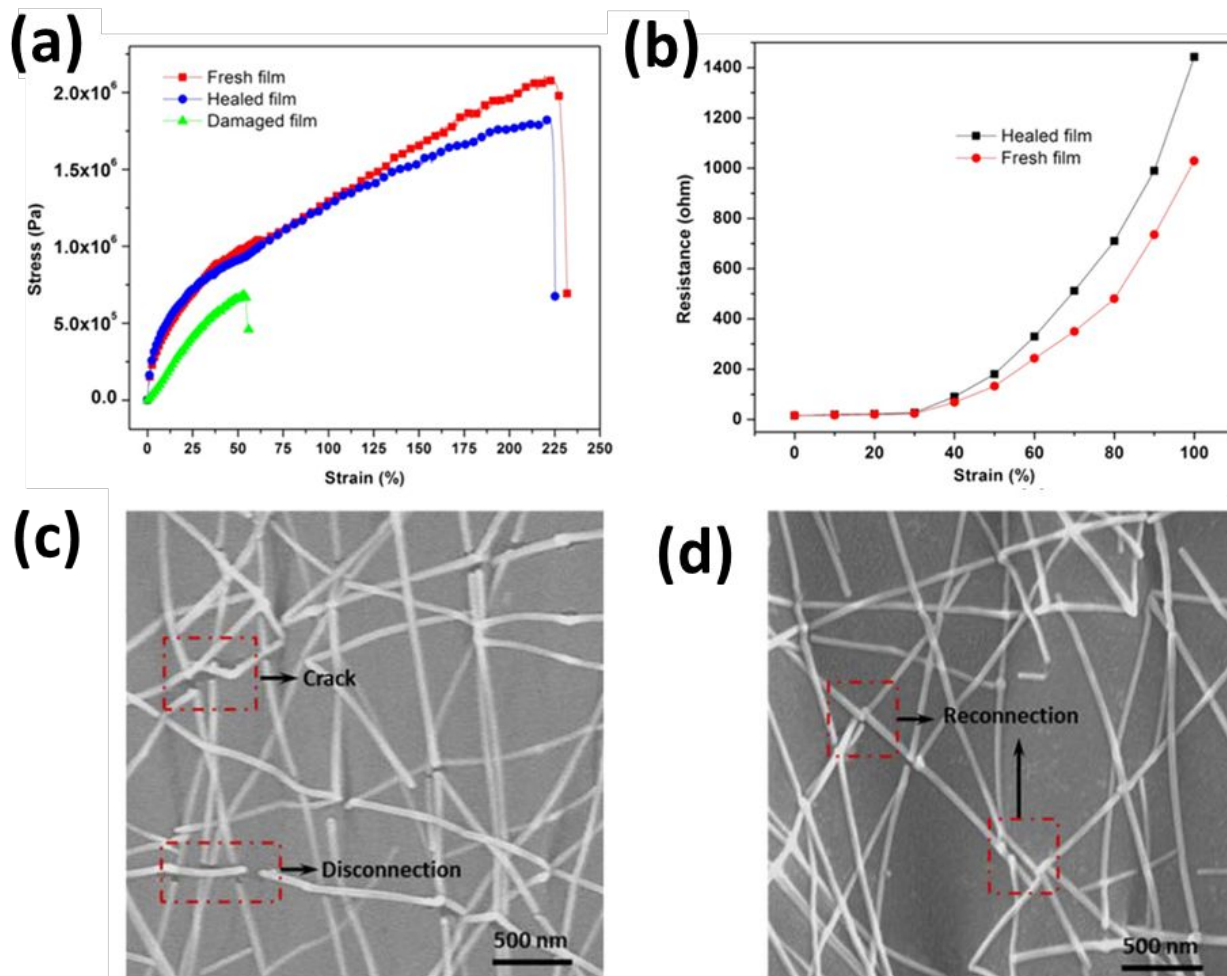 (a)
Fresh film
Healed film
Damaged film
2.0x10⁶
1.5x10⁶
1.0x10⁶
5.0x10⁵
0.0
Stress (Pa)
0 25 50 75 100 125 150 175 200 225 250
Strain (%)
(b)
Healed film
Fresh film
1400
1200
1000
800
600
400
200
0
Resistance (ohm)
0 20 40 60 80 100
Strain (%)
(c)
Crack
Disconnection
500 nm
(d)
Reconnection
500 nm